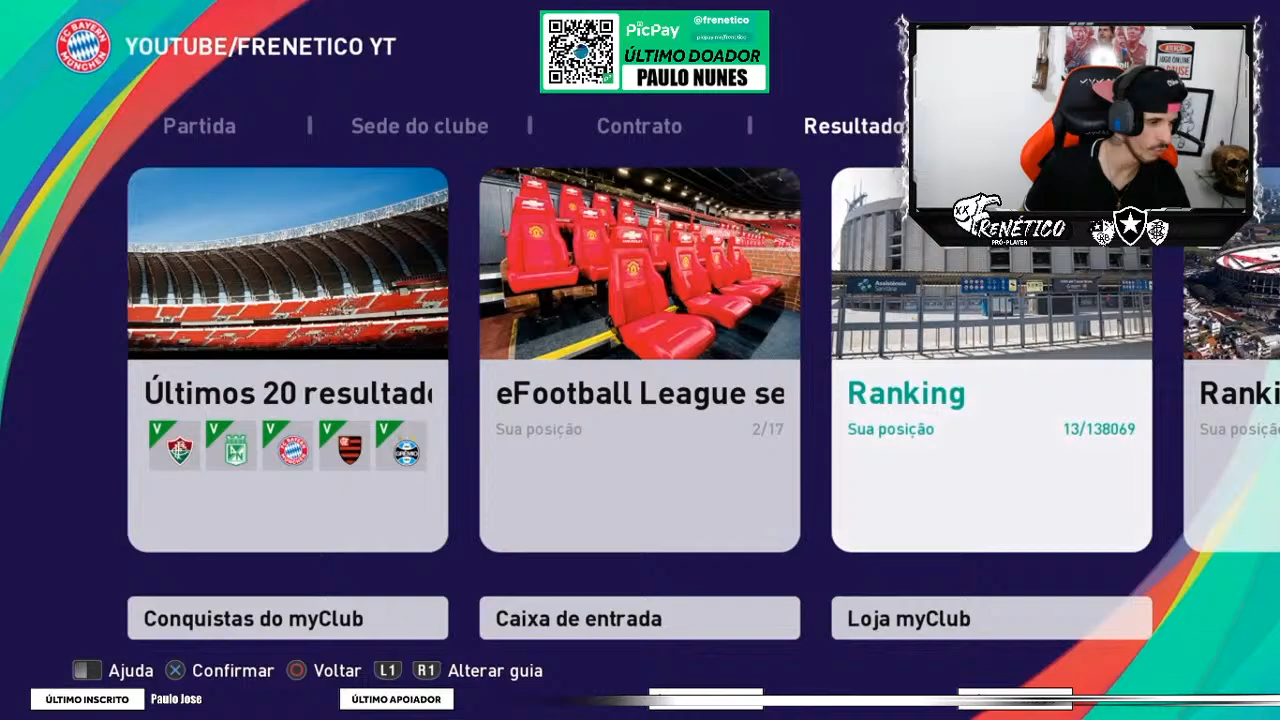 YOUTUBE/FRENETICO YT
PicPay
@frenetico
ÚLTIMO DOADOR
PAULO NUNES
Partida
Sede do clube
Contrato
Resultado
FRENÉTICO
PRÓ-PLAYER
Últimos 20 resultad
V V V V V
eFootball League se
Sua posição 2/17
Ranking
Sua posição 13/138069
Ranki
Sua posiçã
Conquistas do myClub
Caixa de entrada
Loja myClub
Ajuda
Confirmar
Voltar
L1 R1 Alterar guia
ÚLTIMO INSCRITO Paulo Jose
ÚLTIMO APOIADOR